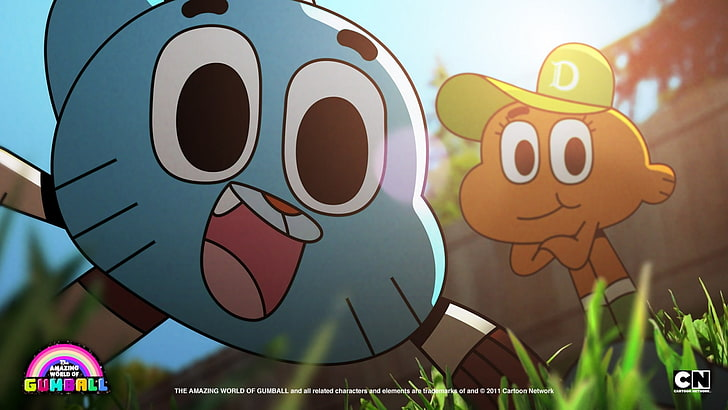 D
The
AMAZING
WORLD OF
GUMBALL
THE AMAZING WORLD OF GUMBALL and all related characters and elements are trademarks of and © 2011 Cartoon Network
CN
CARTOON NETWORK